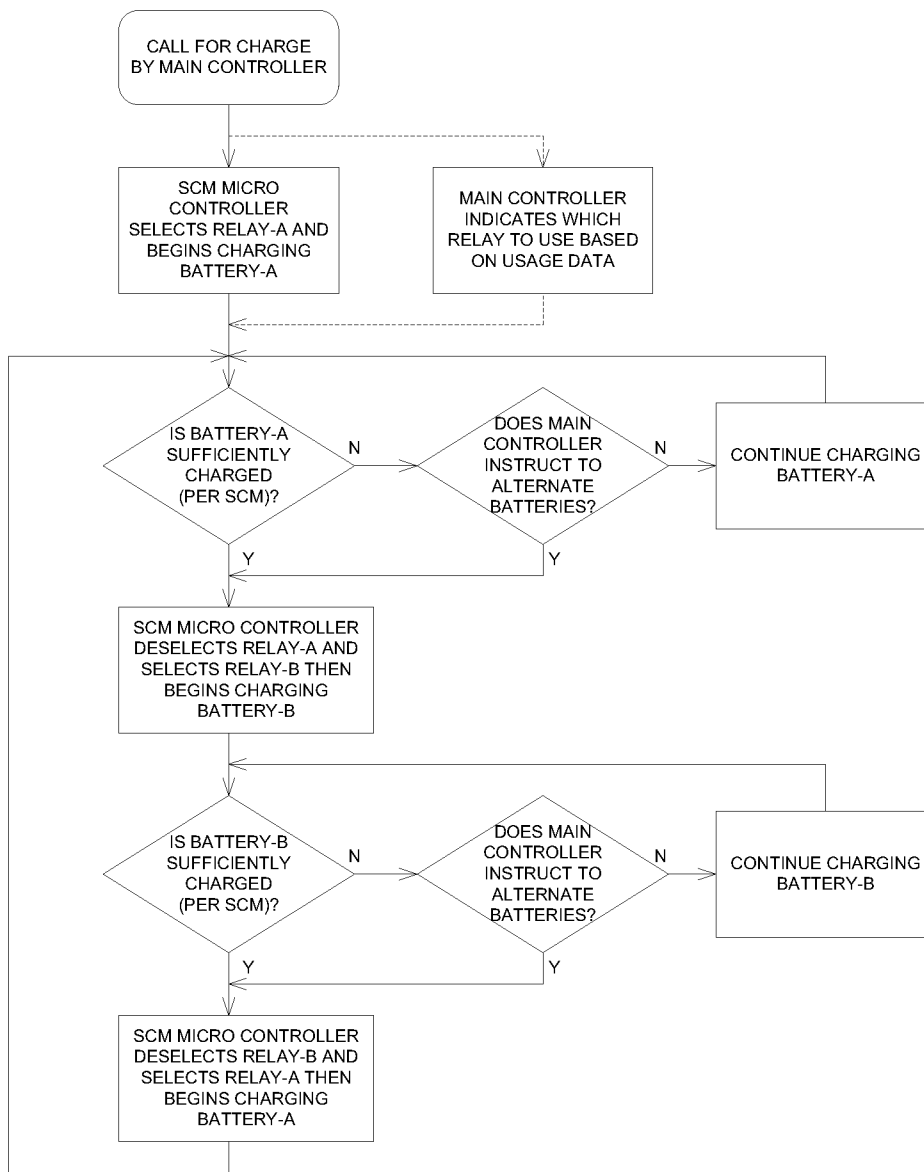 CALL FOR CHARGE
BY MAIN CONTROLLER
SCM MICRO
CONTROLLER
SELECTS RELAY-A AND
BEGINS CHARGING
BATTERY-A
MAIN CONTROLLER
INDICATES WHICH
RELAY TO USE BASED
ON USAGE DATA
IS BATTERY-A
SUFFICIENTLY
CHARGED
(PER SCM)?
N
DOES MAIN
CONTROLLER
INSTRUCT TO
ALTERNATE
BATTERIES?
N
CONTINUE CHARGING
BATTERY-A
Y
Y
SCM MICRO CONTROLLER
DESELECTS RELAY-A AND
SELECTS RELAY-B THEN
BEGINS CHARGING
BATTERY-B
IS BATTERY-B
SUFFICIENTLY
CHARGED
(PER SCM)?
N
DOES MAIN
CONTROLLER
INSTRUCT TO
ALTERNATE
BATTERIES?
N
CONTINUE CHARGING
BATTERY-B
Y
Y
SCM MICRO CONTROLLER
DESELECTS RELAY-B AND
SELECTS RELAY-A THEN
BEGINS CHARGING
BATTERY-A